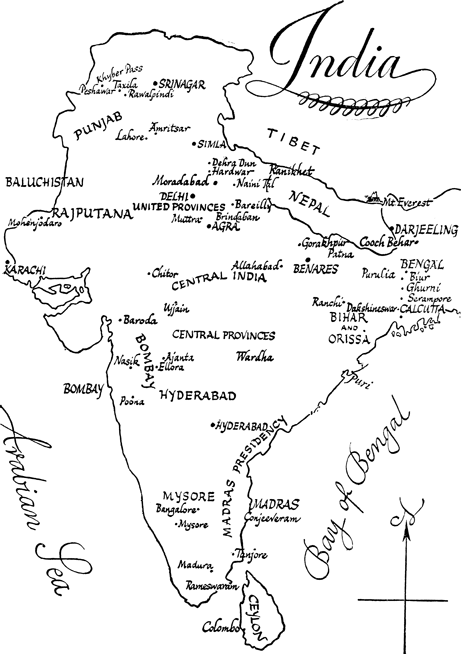 India
Khyber Pass
Peshawar
Taxila
Rawalpindi
SRINAGAR
PUNJAB
Lahore
Amritsar
SIMLA
TIBET
Dehra Dun
Hardwar
Ranikhet
BALUCHISTAN
Moradabad
Naini Tal
NEPAL
Mt Everest
DELHI
RAJPUTANA
UNITED PROVINCES
Bareilly
Mohenjodaro
Muttra
Brindaban
AGRA
DARJEELING
Gorakhpur
Cooch Behar
Patna
KARACHI
Chitor
CENTRAL INDIA
Allahabad
BENARES
Purulia
BENGAL
Biur
Ghurni
Serampore
Ranchi
Dakshineswar
CALCUTTA
Ujjain
Baroda
BIHAR
AND
ORISSA
CENTRAL PROVINCES
BOMBAY
Nasik
Ajanta
Ellora
Wardha
Puri
BOMBAY
Poona
HYDERABAD
HYDERABAD
MADRAS PRESIDENCY
Arabian Sea
Bay of Bengal
MYSORE
Bangalore
Mysore
MADRAS
Conjeeveram
Tanjore
Madura
Rameswaram
CEYLON
Colombo